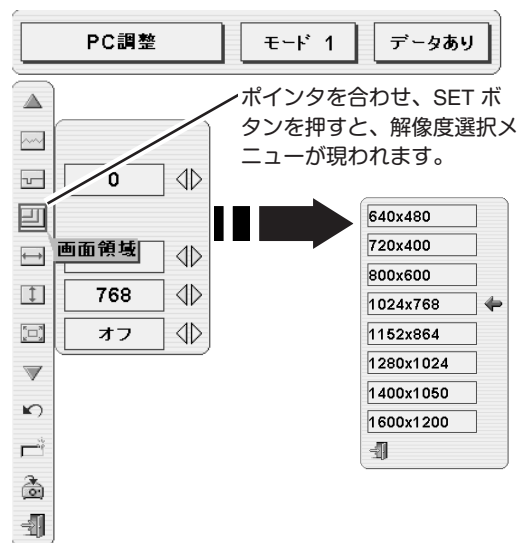 PC調整
モード 1
データあり
ポインタを合わせ、SET ボ
タンを押すと、解像度選択メ
ニューが現われます。
0
画面領域
768
オフ
640x480
720x400
800x600
1024x768
1152x864
1280x1024
1400x1050
1600x1200